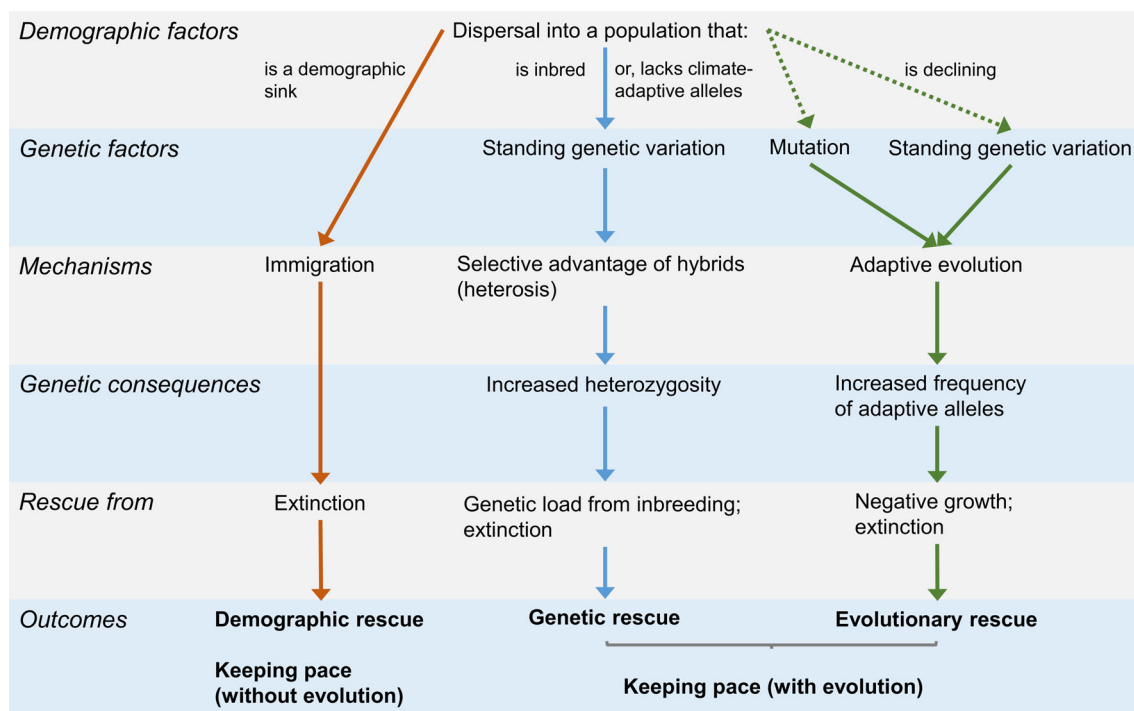 Demographic factors
Dispersal into a population that:
is a demographic
sink
is inbred
or, lacks climate-
adaptive alleles
is declining
Genetic factors
Standing genetic variation
Mutation
Standing genetic variation
Mechanisms
Immigration
Selective advantage of hybrids
(heterosis)
Adaptive evolution
Genetic consequences
Increased heterozygosity
Increased frequency
of adaptive alleles
Rescue from
Extinction
Genetic load from inbreeding;
extinction
Negative growth;
extinction
Outcomes
Demographic rescue
Genetic rescue
Evolutionary rescue
Keeping pace
(without evolution)
Keeping pace (with evolution)